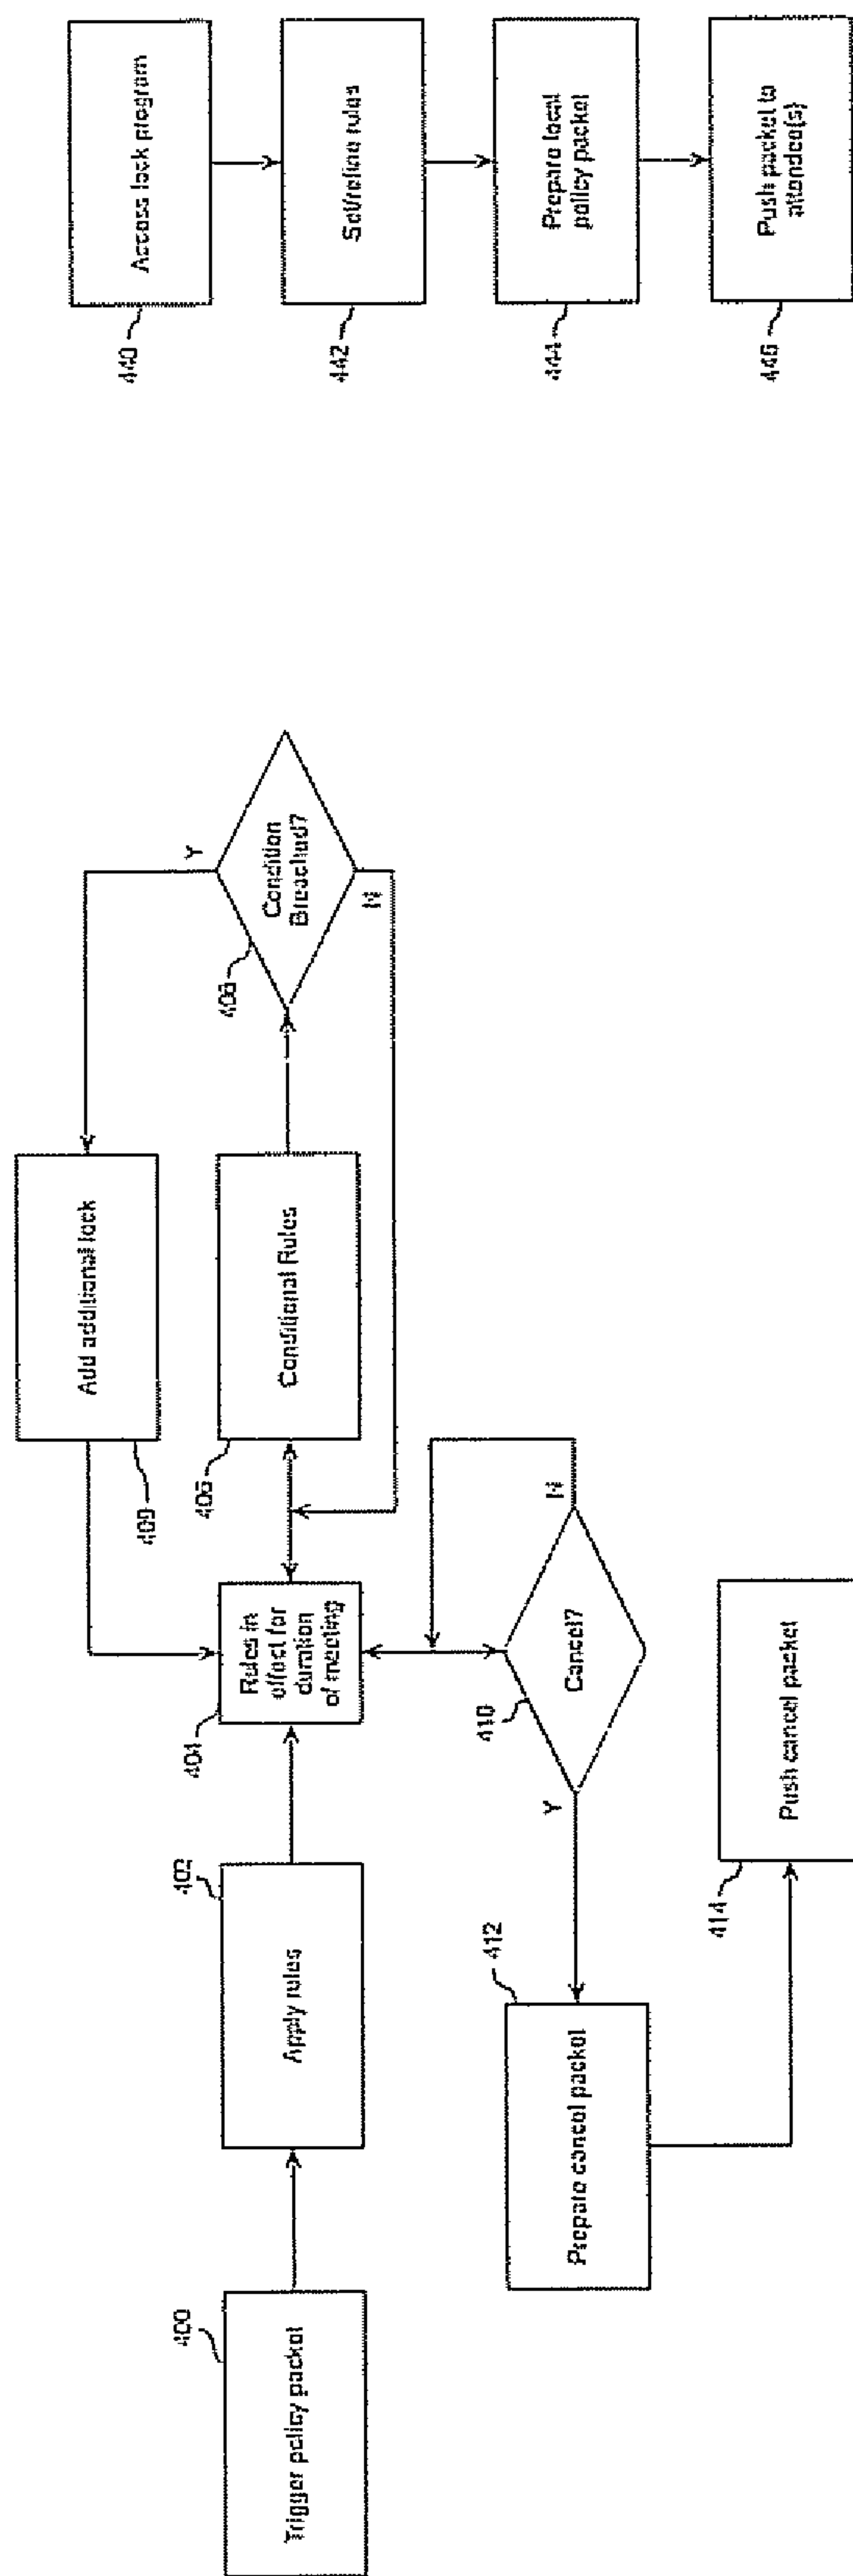 400
Trigger policy packet
402
Apply rules
404
Rules in
effect for
duration
of meeting
406
Conditional Rules
408
Condition
Breached?
Y
N
Add additional lock
410
Cancel?
Y
N
412
Prepare cancel packet
414
Push cancel packet
440
Access lock program
442
Set/refine rules
444
Prepare local
policy packet
446
Push packet to
attendee(s)